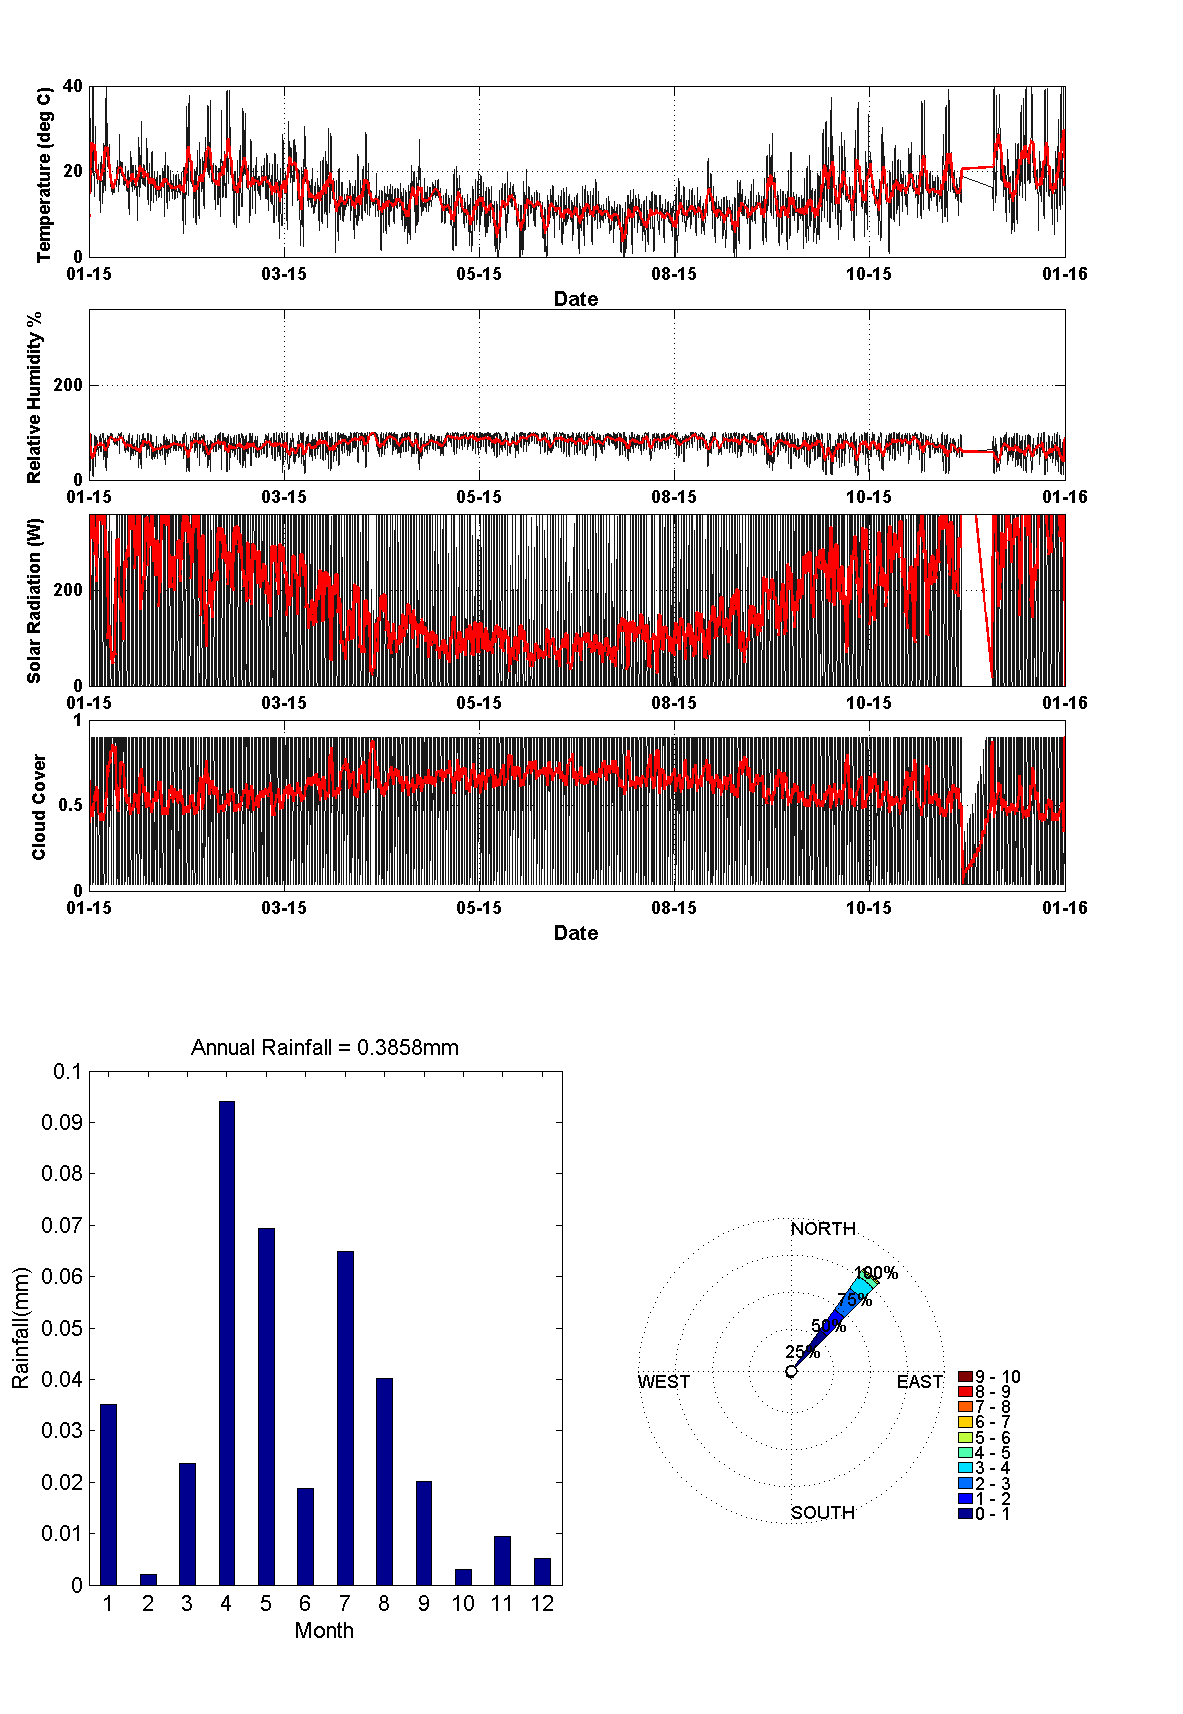 40
20
0
Temperature (deg C)
01-15 03-15 05-15 08-15 10-15 01-16
Date
200
0
Relative Humidity %
01-15 03-15 05-15 08-15 10-15 01-16
200
0
Solar Radiation (W)
01-15 03-15 05-15 08-15 10-15 01-16
1
0.5
0
Cloud Cover
01-15 03-15 05-15 08-15 10-15 01-16
Date
Annual Rainfall = 0.3858mm
0.1
0.09
0.08
0.07
0.06
0.05
0.04
0.03
0.02
0.01
0
Rainfall(mm)
1 2 3 4 5 6 7 8 9 10 11 12
Month
NORTH
100%
75%
50%
25%
WEST EAST
SOUTH
9 - 10
8 - 9
7 - 8
6 - 7
5 - 6
4 - 5
3 - 4
2 - 3
1 - 2
0 - 1